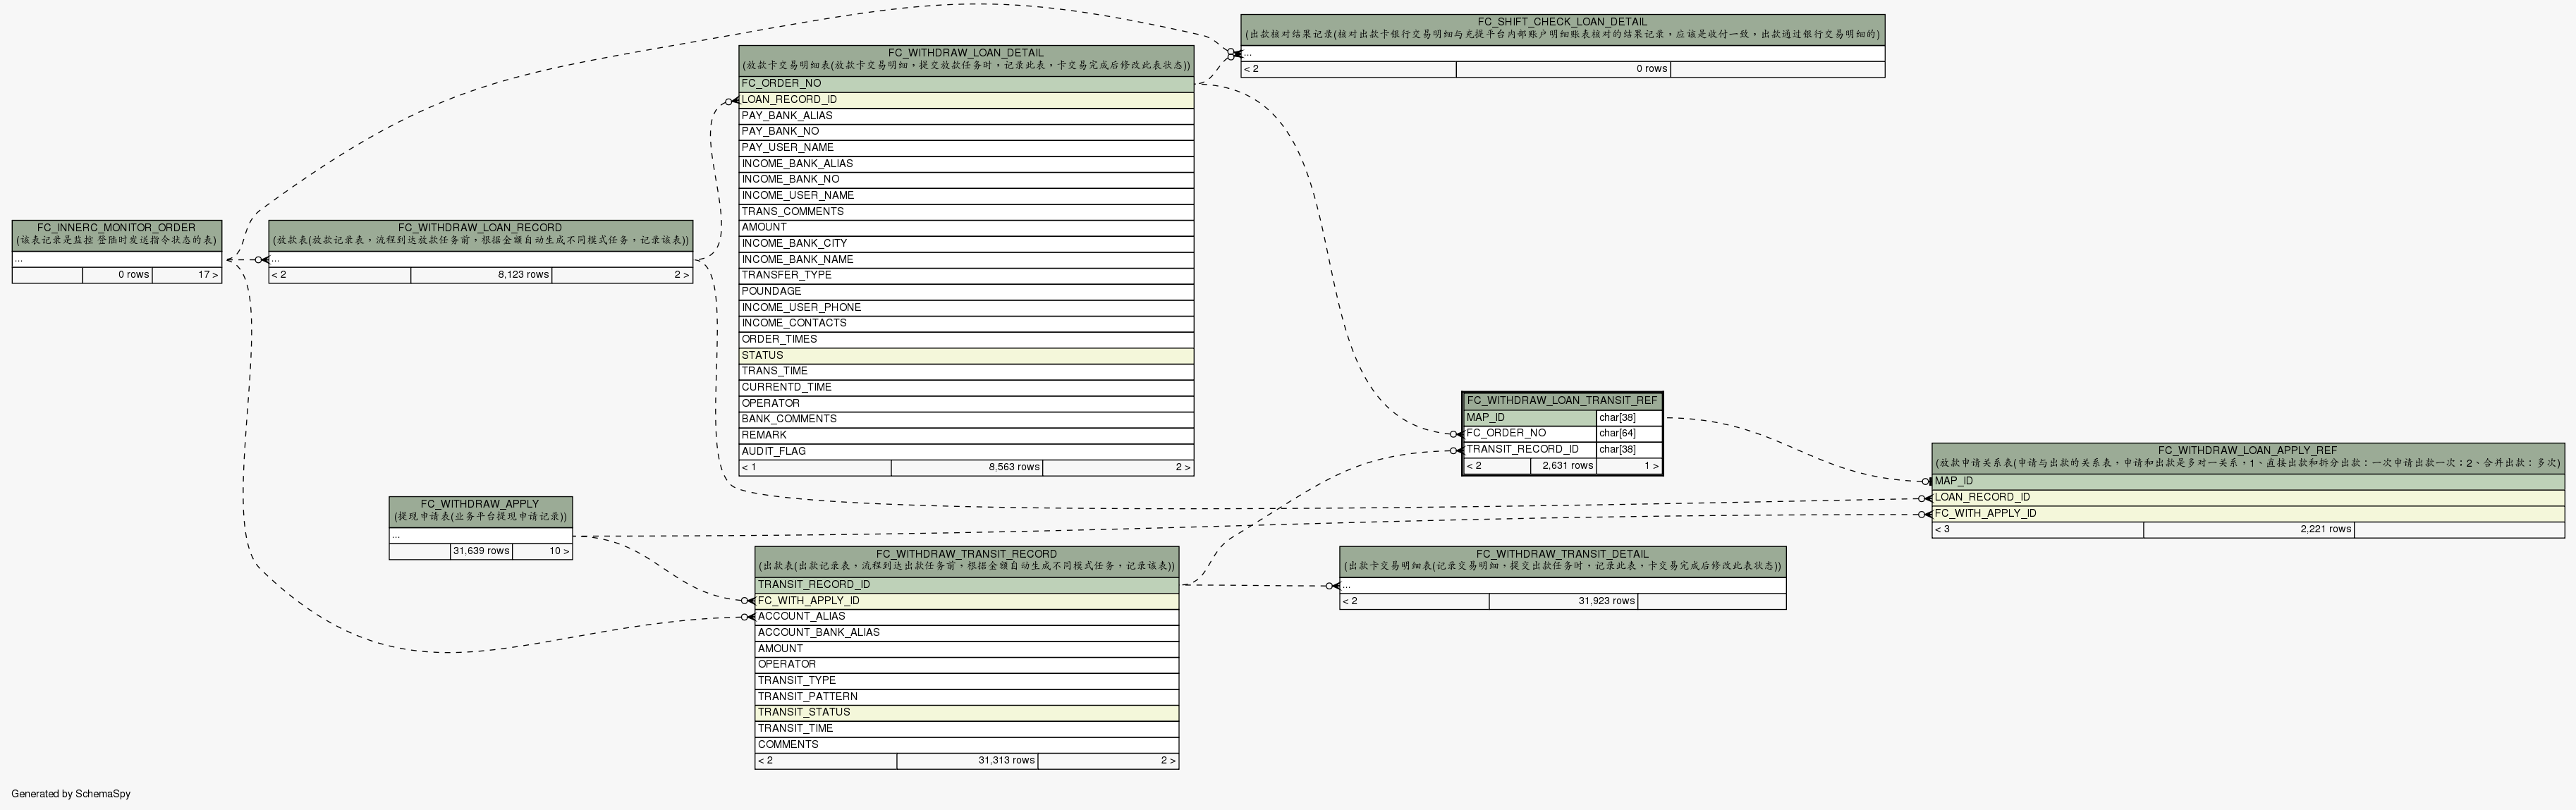 FC_SHIFT_CHECK_LOAN_DETAIL
(出款核对结果记录(核对出款卡银行交易明细与充提平台内部账户明细账表核对的结果记录，应该是收付一致，出款通过银行交易明细的)
...
< 2 0 rows
FC_WITHDRAW_LOAN_DETAIL
(放款卡交易明细表(放款卡交易明细，提交放款任务时，记录此表，卡交易完成后修改此表状态))
FC_ORDER_NO
LOAN_RECORD_ID
PAY_BANK_ALIAS
PAY_BANK_NO
PAY_USER_NAME
INCOME_BANK_ALIAS
INCOME_BANK_NO
INCOME_USER_NAME
TRANS_COMMENTS
AMOUNT
INCOME_BANK_CITY
INCOME_BANK_NAME
TRANSFER_TYPE
POUNDAGE
INCOME_USER_PHONE
INCOME_CONTACTS
ORDER_TIMES
STATUS
TRANS_TIME
CURRENTD_TIME
OPERATOR
BANK_COMMENTS
REMARK
AUDIT_FLAG
< 1 8,563 rows 2 >
FC_INNERC_MONITOR_ORDER
(该表记录是监控 登陆时发送指令状态的表)
...
0 rows 17 >
FC_WITHDRAW_LOAN_RECORD
(放款表(放款记录表，流程到达放款任务前，根据金额自动生成不同模式任务，记录该表))
...
< 2 8,123 rows 2 >
FC_WITHDRAW_LOAN_TRANSIT_REF
MAP_ID char[38]
FC_ORDER_NO char[64]
TRANSIT_RECORD_ID char[38]
< 2 2,631 rows 1 >
FC_WITHDRAW_LOAN_APPLY_REF
(放款申请关系表(申请与出款的关系表，申请和出款是多对一关系，1、直接出款和拆分出款：一次申请出款一次；2、合并出款：多次)
MAP_ID
LOAN_RECORD_ID
FC_WITH_APPLY_ID
< 3 2,221 rows
FC_WITHDRAW_APPLY
(提现申请表(业务平台提现申请记录))
...
31,639 rows 10 >
FC_WITHDRAW_TRANSIT_RECORD
(出款表(出款记录表，流程到达出款任务前，根据金额自动生成不同模式任务，记录该表))
TRANSIT_RECORD_ID
FC_WITH_APPLY_ID
ACCOUNT_ALIAS
ACCOUNT_BANK_ALIAS
AMOUNT
OPERATOR
TRANSIT_TYPE
TRANSIT_PATTERN
TRANSIT_STATUS
TRANSIT_TIME
COMMENTS
< 2 31,313 rows 2 >
FC_WITHDRAW_TRANSIT_DETAIL
(出款卡交易明细表(记录交易明细，提交出款任务时，记录此表，卡交易完成后修改此表状态))
...
< 2 31,923 rows
Generated by SchemaSpy